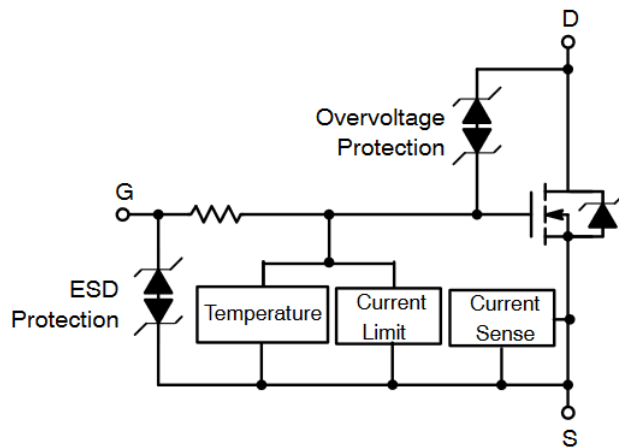 D
Overvoltage
Protection
G
ESD
Protection
Temperature
Current
Limit
Current
Sense
S